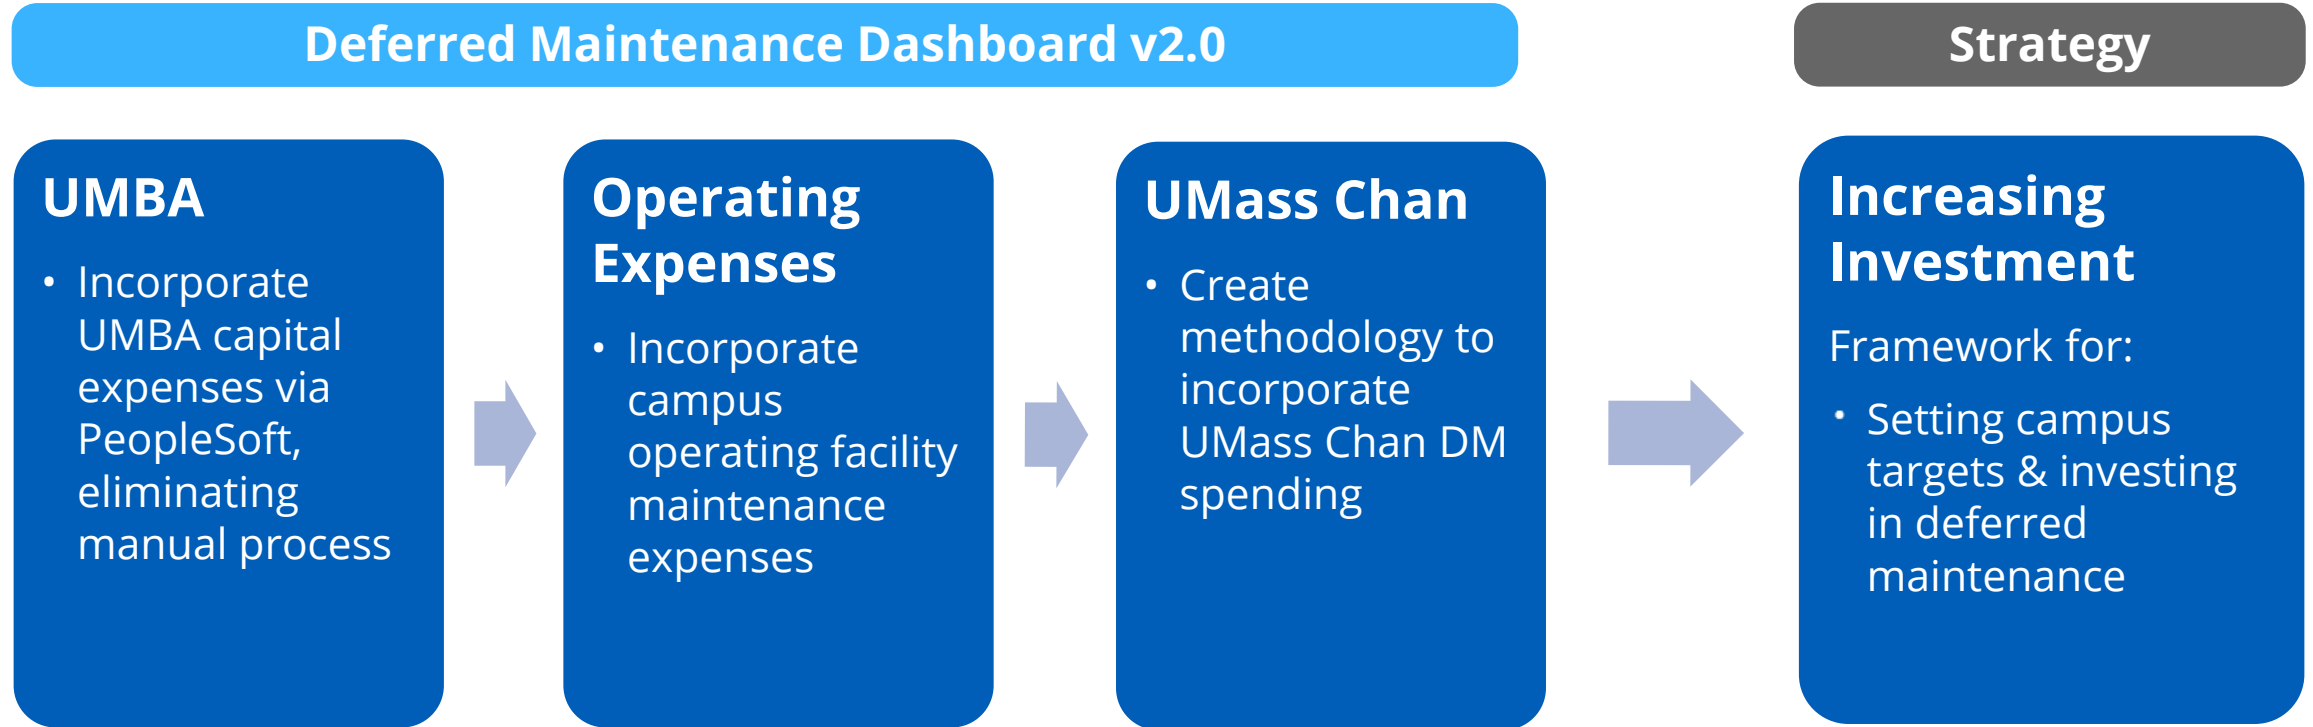 Deferred Maintenance Dashboard v2.0
Strategy
UMBA
• Incorporate
UMBA capital
expenses via
PeopleSoft,
eliminating
manual process
Operating
Expenses
• Incorporate
campus
operating facility
maintenance
expenses
UMass Chan
• Create
methodology to
incorporate
UMass Chan DM
spending
Increasing
Investment
Framework for:
• Setting campus
targets & investing
in deferred
maintenance